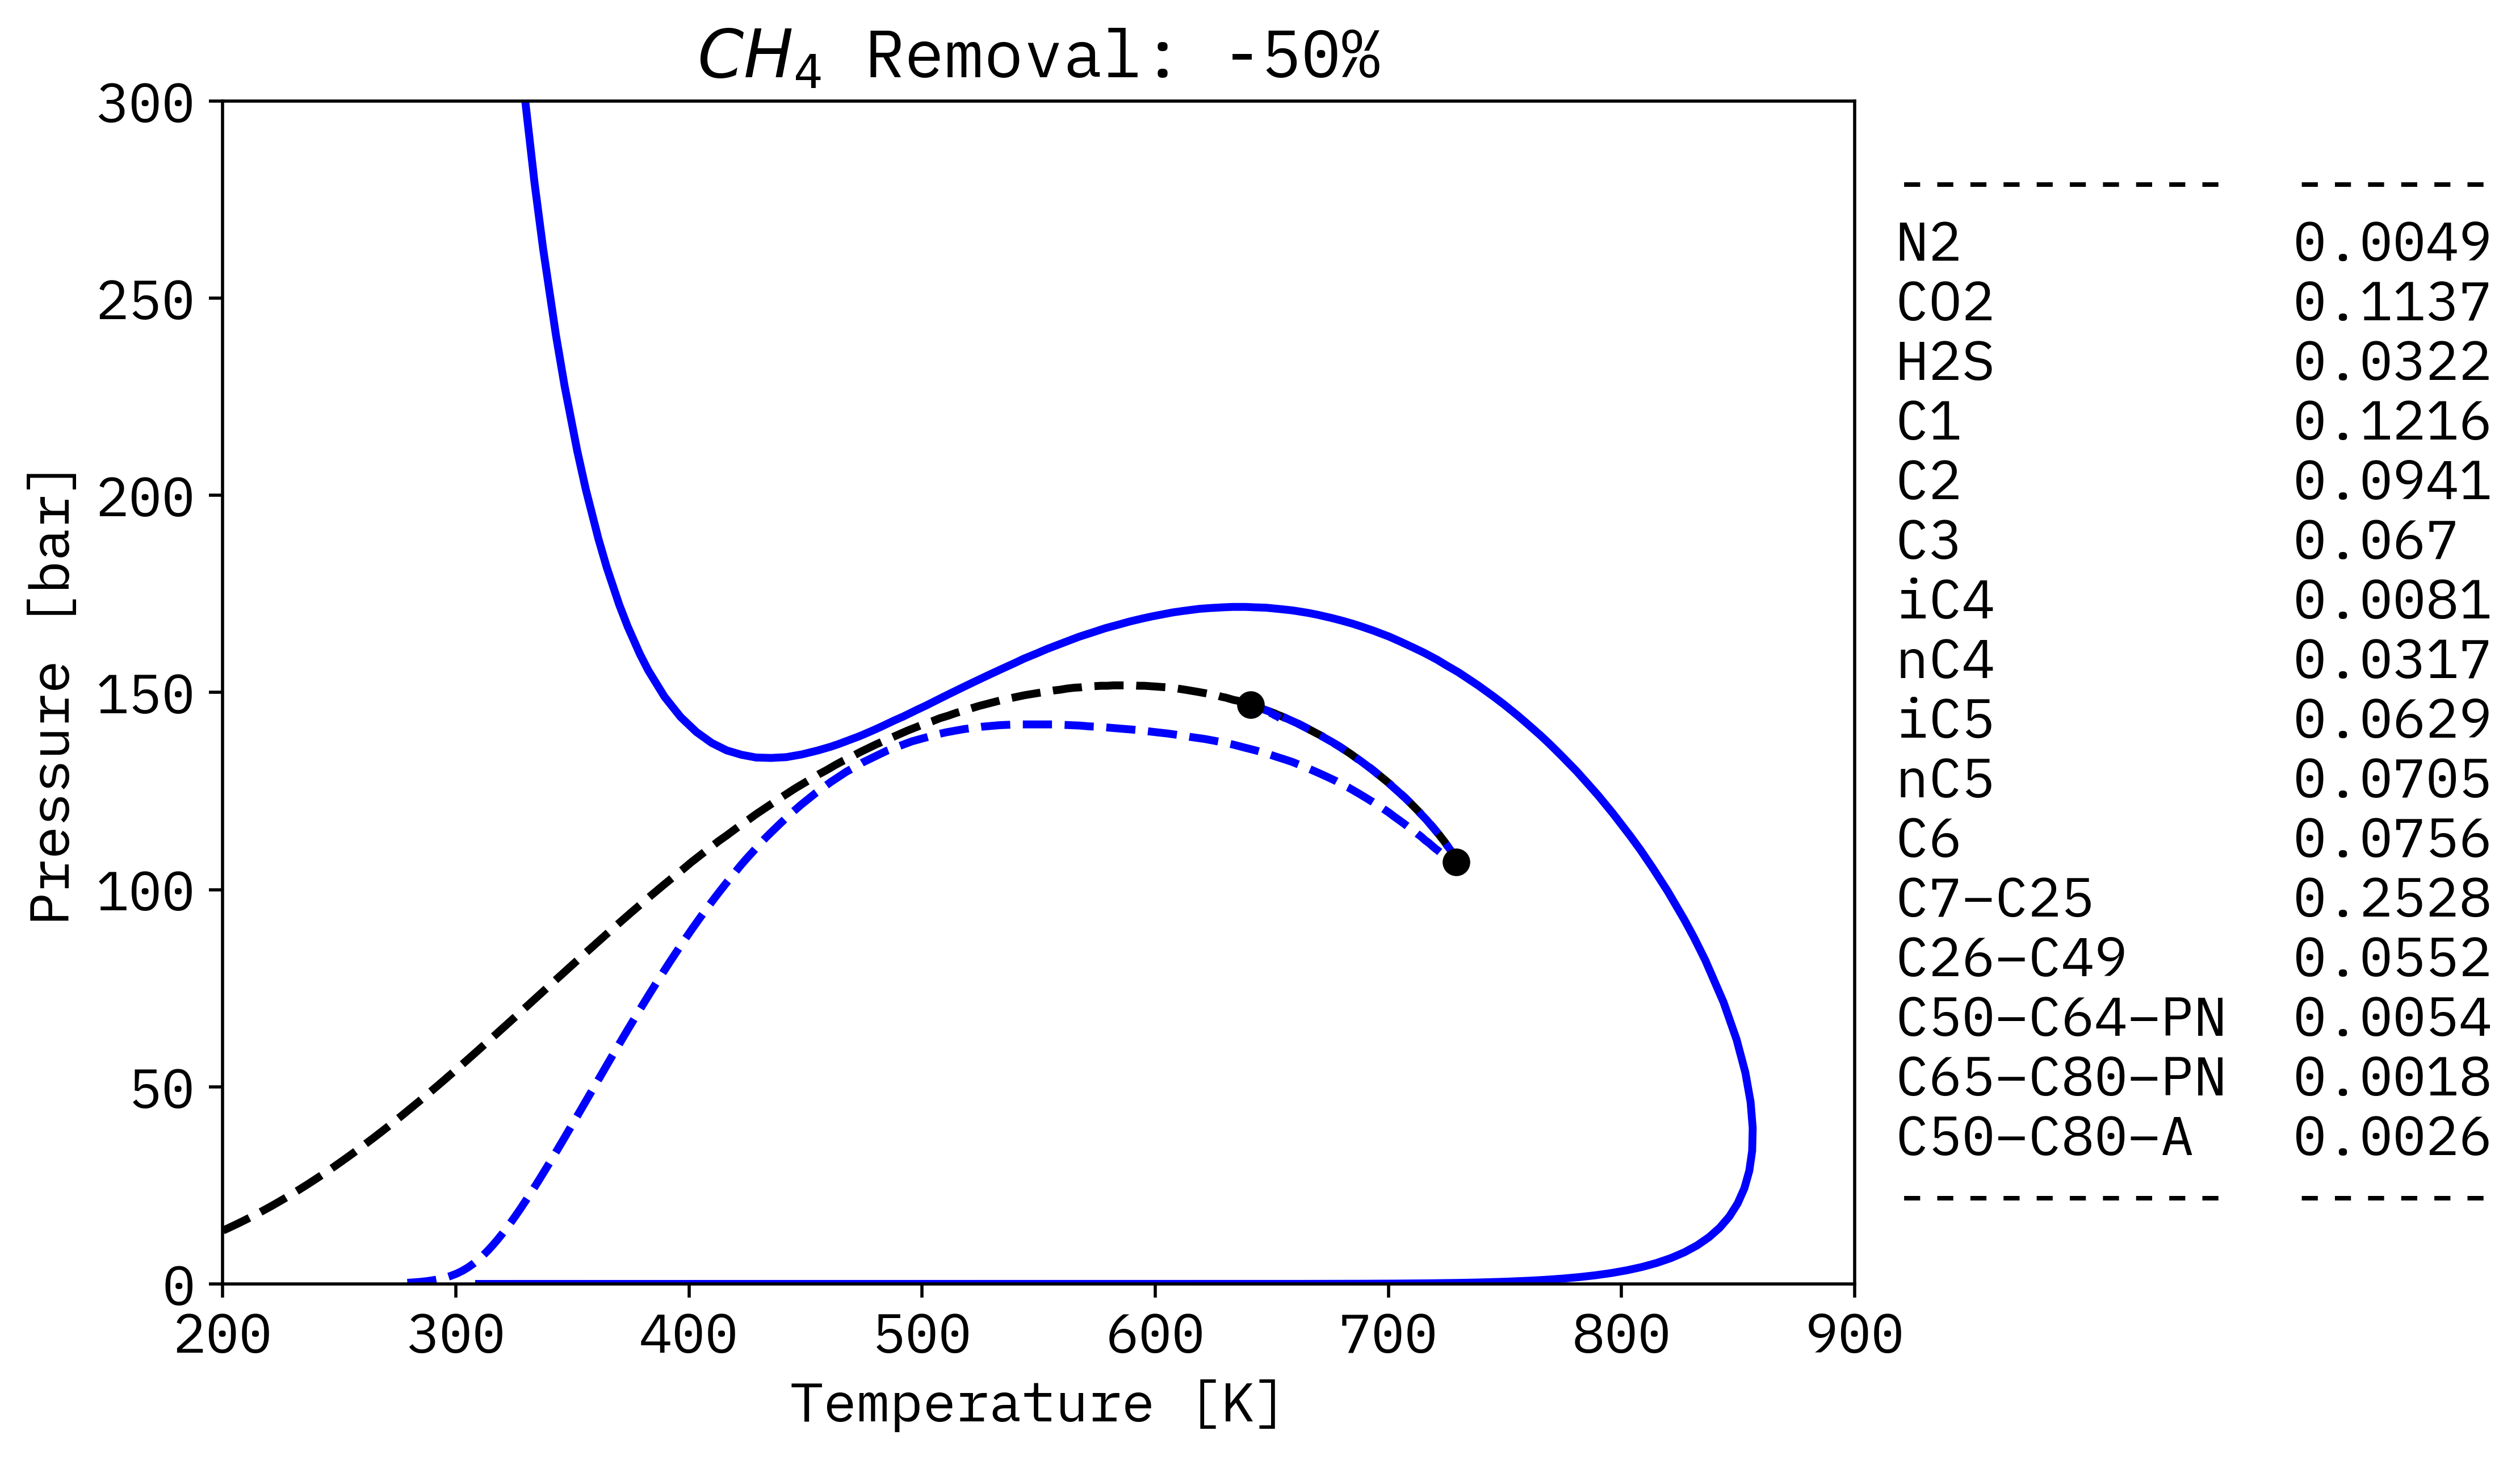 CH4 Removal: -50%
300
250
200
150
100
50
0
Pressure [bar]
200 300 400 500 600 700 800 900
Temperature [K]
---------- ------
N2 0.0049
CO2 0.1137
H2S 0.0322
C1 0.1216
C2 0.0941
C3 0.067
iC4 0.0081
nC4 0.0317
iC5 0.0629
nC5 0.0705
C6 0.0756
C7−C25 0.2528
C26−C49 0.0552
C50−C64−PN 0.0054
C65−C80−PN 0.0018
C50−C80−A 0.0026
---------- ------